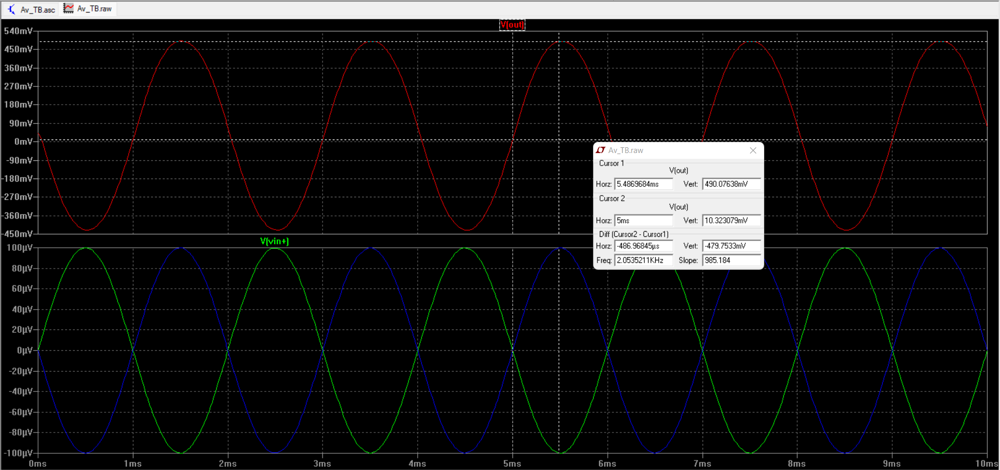 Av_TB.asc Av_TB.raw
V(out)
540mV
450mV
360mV
270mV
180mV
90mV
0mV
-90mV
-180mV
-270mV
-360mV
-450mV
Av_TB.raw
Cursor 1
V(out)
Horz: 5.4869684ms Vert: 490.07638mV
Cursor 2
V(out)
Horz: 5ms Vert: 10.323079mV
Diff (Cursor2 - Cursor1)
Horz: -486.96845µs Vert: -479.7533mV
Freq: 2.0535211KHz Slope: 985.184
V(vin+)
100µV
80µV
60µV
40µV
20µV
0µV
-20µV
-40µV
-60µV
-80µV
-100µV
0ms 1ms 2ms 3ms 4ms 5ms 6ms 7ms 8ms 9ms 10ms